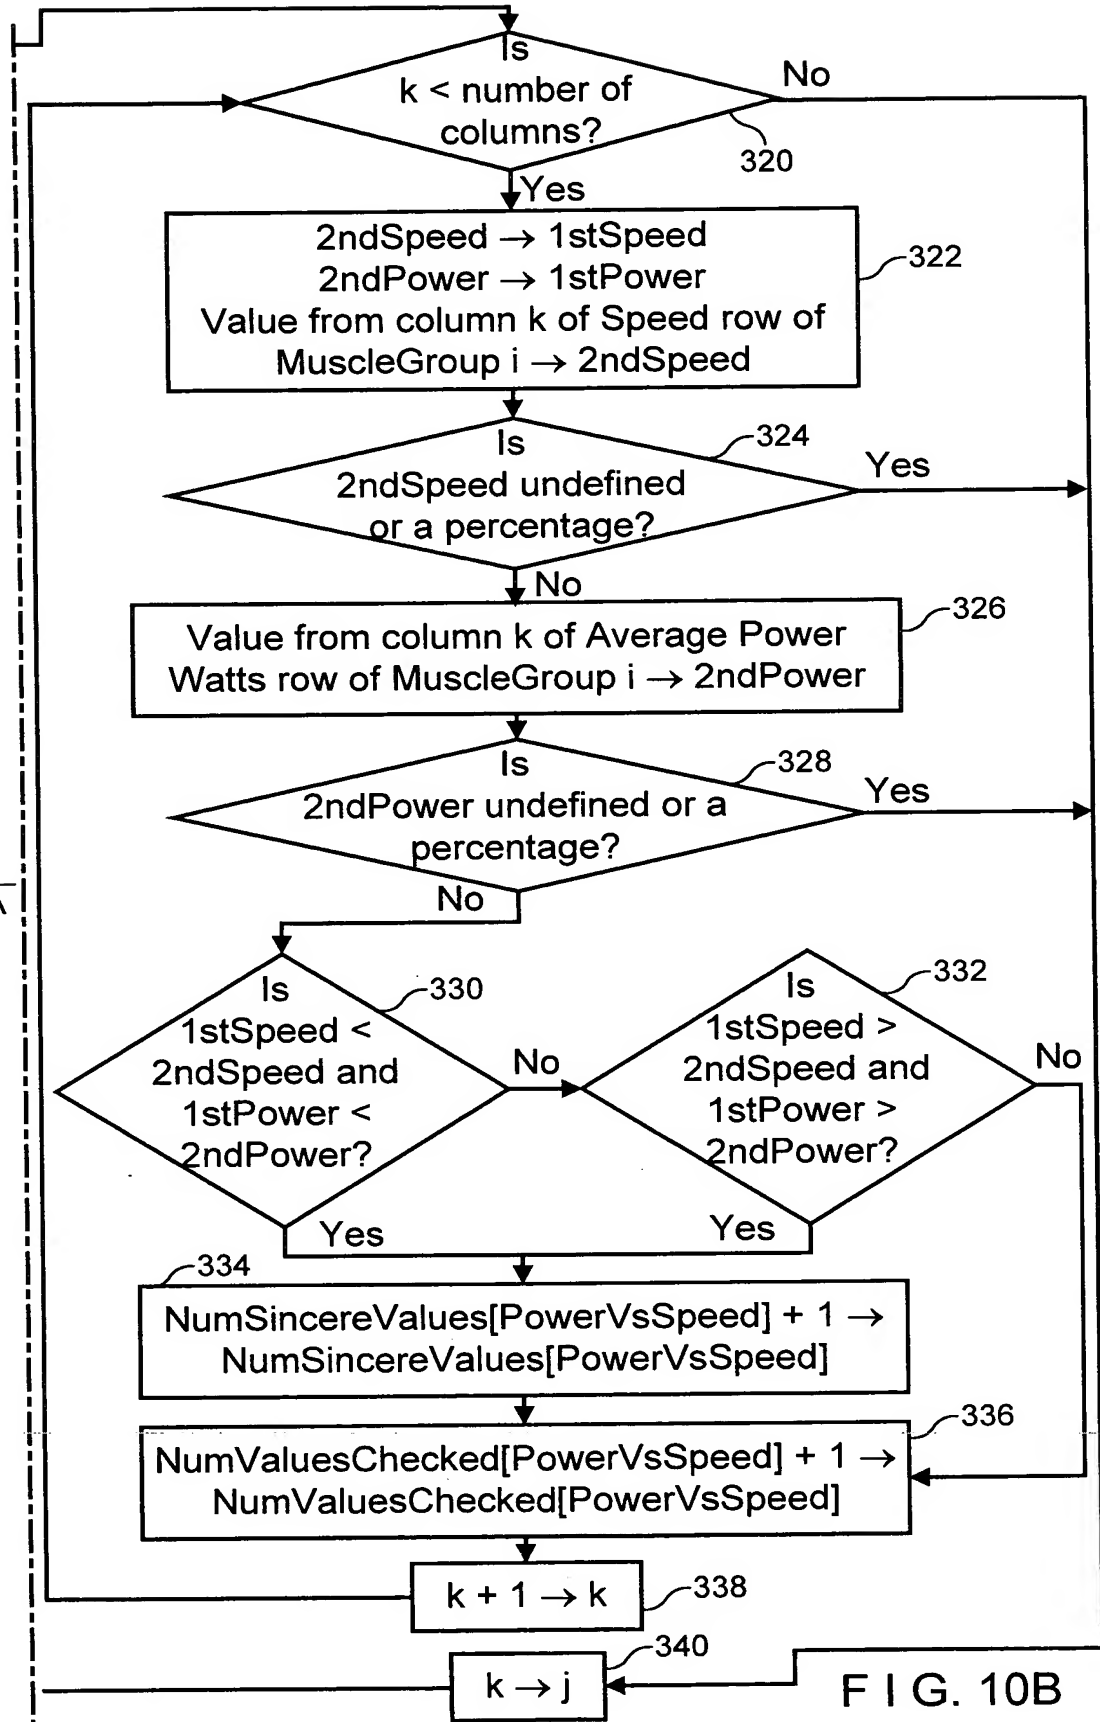 Is
k < number of
columns?
No
320
Yes
2ndSpeed → 1stSpeed
2ndPower → 1stPower
Value from column k of Speed row of
MuscleGroup i → 2ndSpeed
322
Is
2ndSpeed undefined
or a percentage?
324
Yes
No
Value from column k of Average Power
Watts row of MuscleGroup i → 2ndPower
326
Is
2ndPower undefined or a
percentage?
328
Yes
No
Is
1stSpeed <
2ndSpeed and
1stPower <
2ndPower?
330
No
Is
1stSpeed >
2ndSpeed and
1stPower >
2ndPower?
332
No
Yes
Yes
334
NumSincereValues[PowerVsSpeed] + 1 →
NumSincereValues[PowerVsSpeed]
336
NumValuesChecked[PowerVsSpeed] + 1 →
NumValuesChecked[PowerVsSpeed]
k + 1 → k
338
340
k → j
F I G. 10B